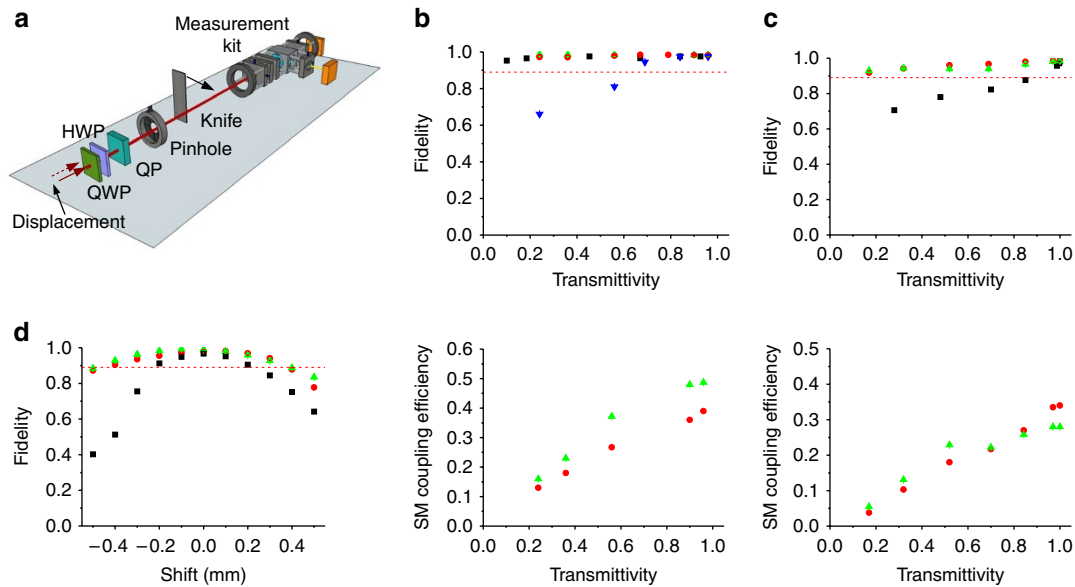 a
Measurement
kit
Knife
Pinhole
HWP
QP
QWP
Displacement
b
1.0
0.8
0.6
0.4
0.2
0.0
Fidelity
0.0 0.2 0.4 0.6 0.8 1.0
Transmittivity
c
1.0
0.8
0.6
0.4
0.2
0.0
Fidelity
0.0 0.2 0.4 0.6 0.8 1.0
Transmittivity
d
1.0
0.8
0.6
0.4
0.2
0.0
Fidelity
−0.4 −0.2 0.0 0.2 0.4
Shift (mm)
0.6
0.5
0.4
0.3
0.2
0.1
0.0
SM coupling efficiency
0.0 0.2 0.4 0.6 0.8 1.0
Transmittivity
0.6
0.5
0.4
0.3
0.2
0.1
0.0
SM coupling efficiency
0.0 0.2 0.4 0.6 0.8 1.0
Transmittivity